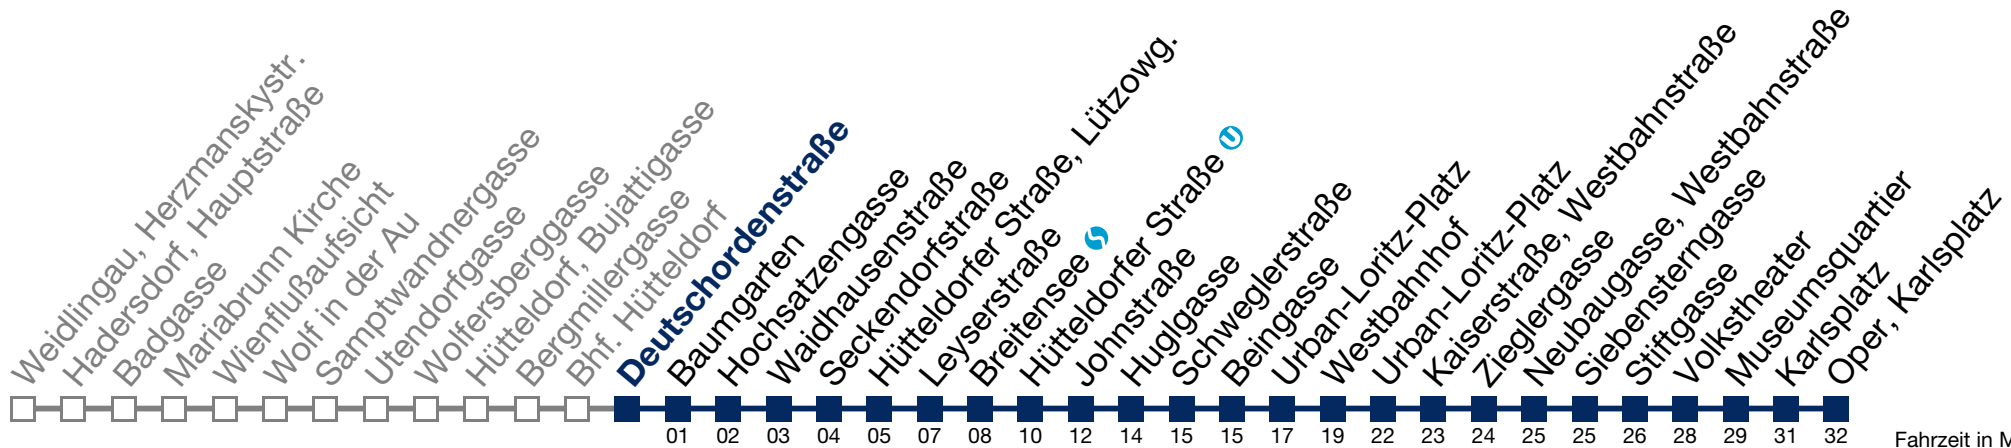 Weidlingau, Herzmanskystr.
Hadersdorf, Hauptstraße
Badgasse
Mariabrunn Kirche
Wienflußaufsicht
Wolf in der Au
Samptwandnergasse
Utendorfgasse
Wolfersberggasse
Hütteldorf, Bujattigasse
Bergmillergasse
Bhf. Hütteldorf
Deutschordenstraße
Baumgarten
Hochsatzengasse
Waidhausenstraße
Seckendorfstraße
Hütteldorfer Straße, Lützowg.
Leyserstraße
Breitensee S
Hütteldorfer Straße U
Johnstraße
Huglgasse
Schweglerstraße
Beingasse
Urban-Loritz-Platz
Westbahnhof
Urban-Loritz-Platz
Kaiserstraße, Westbahnstraße
Zieglergasse
Neubaugasse, Westbahnstraße
Siebensterngasse
Stiftgasse
Volkstheater
Museumsquartier
Karlsplatz
Oper, Karlsplatz
01 02 03 04 05 07 08 10 12 14 15 15 17 19 22 23 24 25 25 26 28 29 31 32 Fahrzeit in M